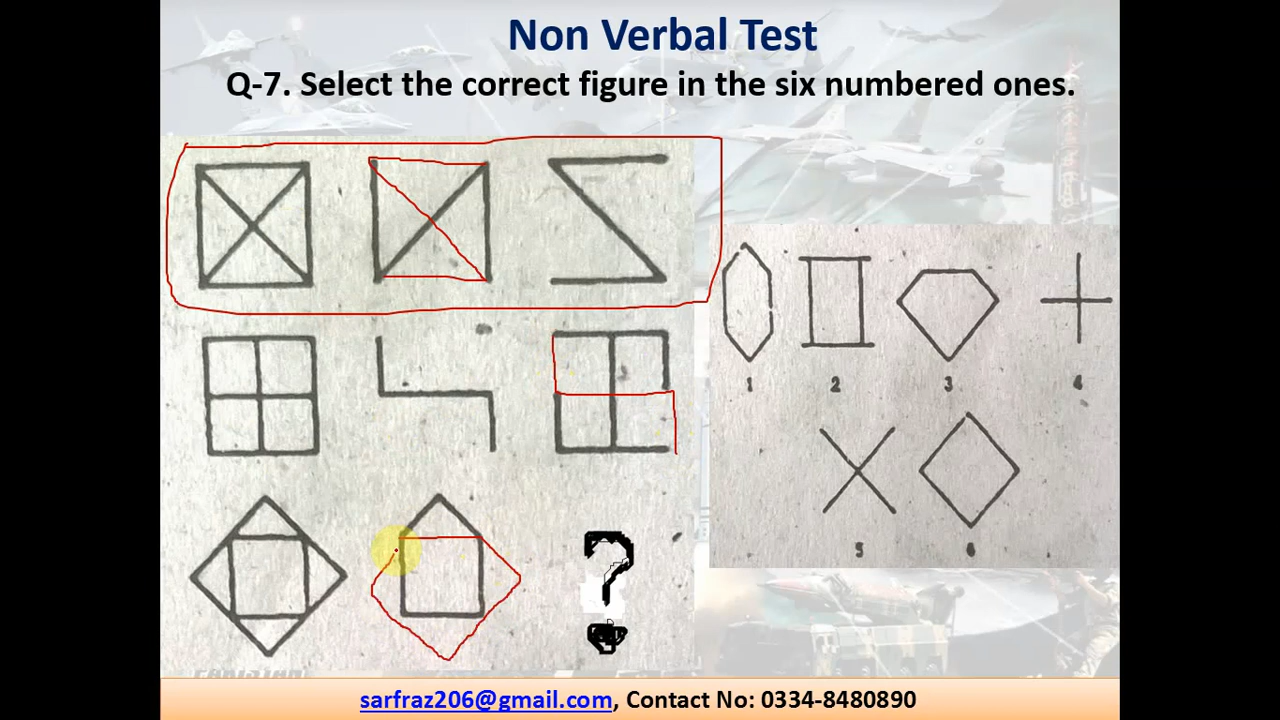 Non Verbal Test
Q-7. Select the correct figure in the six numbered ones.
?
1 2 3 4
5 6
sarfraz206@gmail.com, Contact No: 0334-8480890